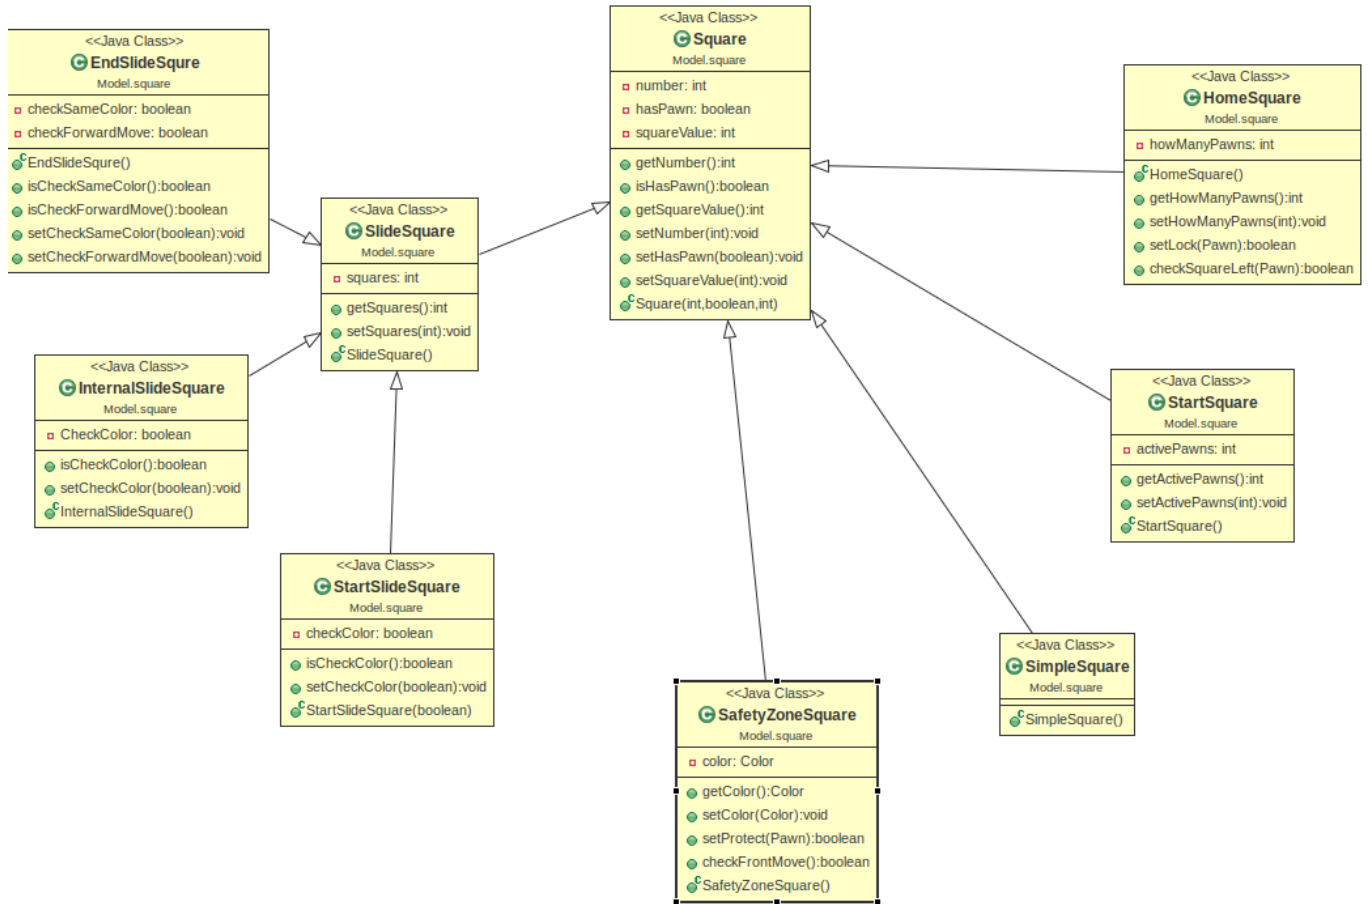 <<Java Class>>
EndSlideSqure
Model.square
checkSameColor: boolean
checkForwardMove: boolean
EndSlideSqure()
isCheckSameColor():boolean
isCheckForwardMove():boolean
setCheckSameColor(boolean):void
setCheckForwardMove(boolean):void
<<Java Class>>
SlideSquare
Model.square
squares: int
getSquares():int
setSquares(int):void
SlideSquare()
<<Java Class>>
InternalSlideSquare
Model.square
CheckColor: boolean
isCheckColor():boolean
setCheckColor(boolean):void
InternalSlideSquare()
<<Java Class>>
StartSlideSquare
Model.square
checkColor: boolean
isCheckColor():boolean
setCheckColor(boolean):void
StartSlideSquare(boolean)
<<Java Class>>
Square
Model.square
number: int
hasPawn: boolean
squareValue: int
getNumber():int
isHasPawn():boolean
getSquareValue():int
setNumber(int):void
setHasPawn(boolean):void
setSquareValue(int):void
Square(int,boolean,int)
<<Java Class>>
HomeSquare
Model.square
howManyPawns: int
HomeSquare()
getHowManyPawns():int
setHowManyPawns(int):void
setLock(Pawn):boolean
checkSquareLeft(Pawn):boolean
<<Java Class>>
StartSquare
Model.square
activePawns: int
getActivePawns():int
setActivePawns(int):void
StartSquare()
<<Java Class>>
SimpleSquare
Model.square
SimpleSquare()
<<Java Class>>
SafetyZoneSquare
Model.square
color: Color
getColor():Color
setColor(Color):void
setProtect(Pawn):boolean
checkFrontMove():boolean
SafetyZoneSquare()